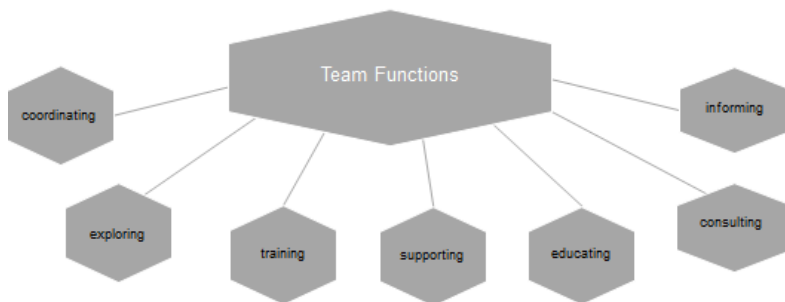 Team Functions
coordinating
exploring
training
supporting
educating
consulting
informing